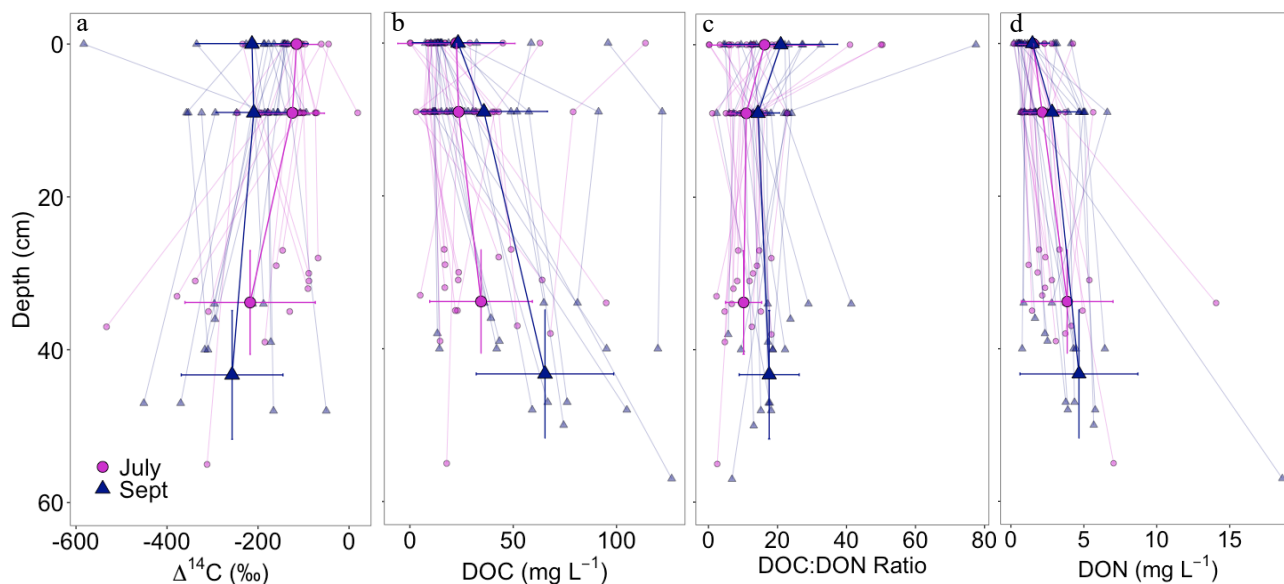 a
b
c
d
0
20
40
60
Depth (cm)
July
Sept
-600 -400 -200 0
Δ¹⁴C (‰)
0 50 100
DOC (mg L⁻¹)
0 20 40 60 80
DOC:DON Ratio
0 5 10 15
DON (mg L⁻¹)